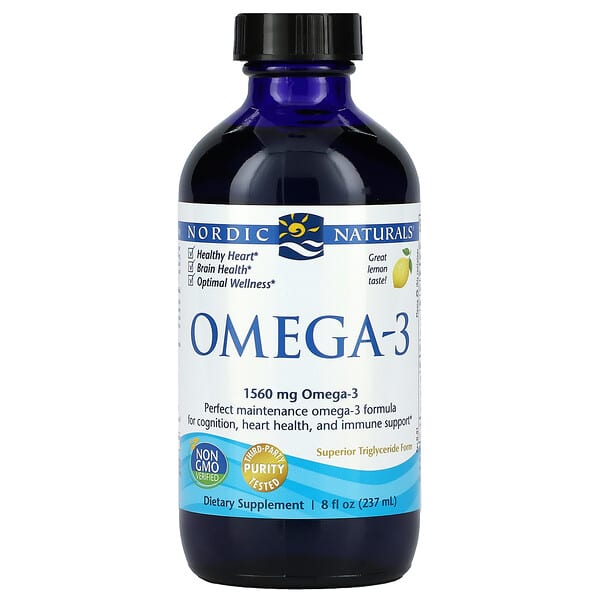 NORDIC NATURALS®
Healthy Heart*
Brain Health*
Optimal Wellness*
Great
lemon
taste!
OMEGA-3
1560 mg Omega-3
Perfect maintenance omega-3 formula
for cognition, heart health, and immune support*
Superior Triglyceride Form
NON
GMO
VERIFIED
THIRD-PARTY
PURITY
TESTED
Dietary Supplement | 8 fl oz (237 mL)